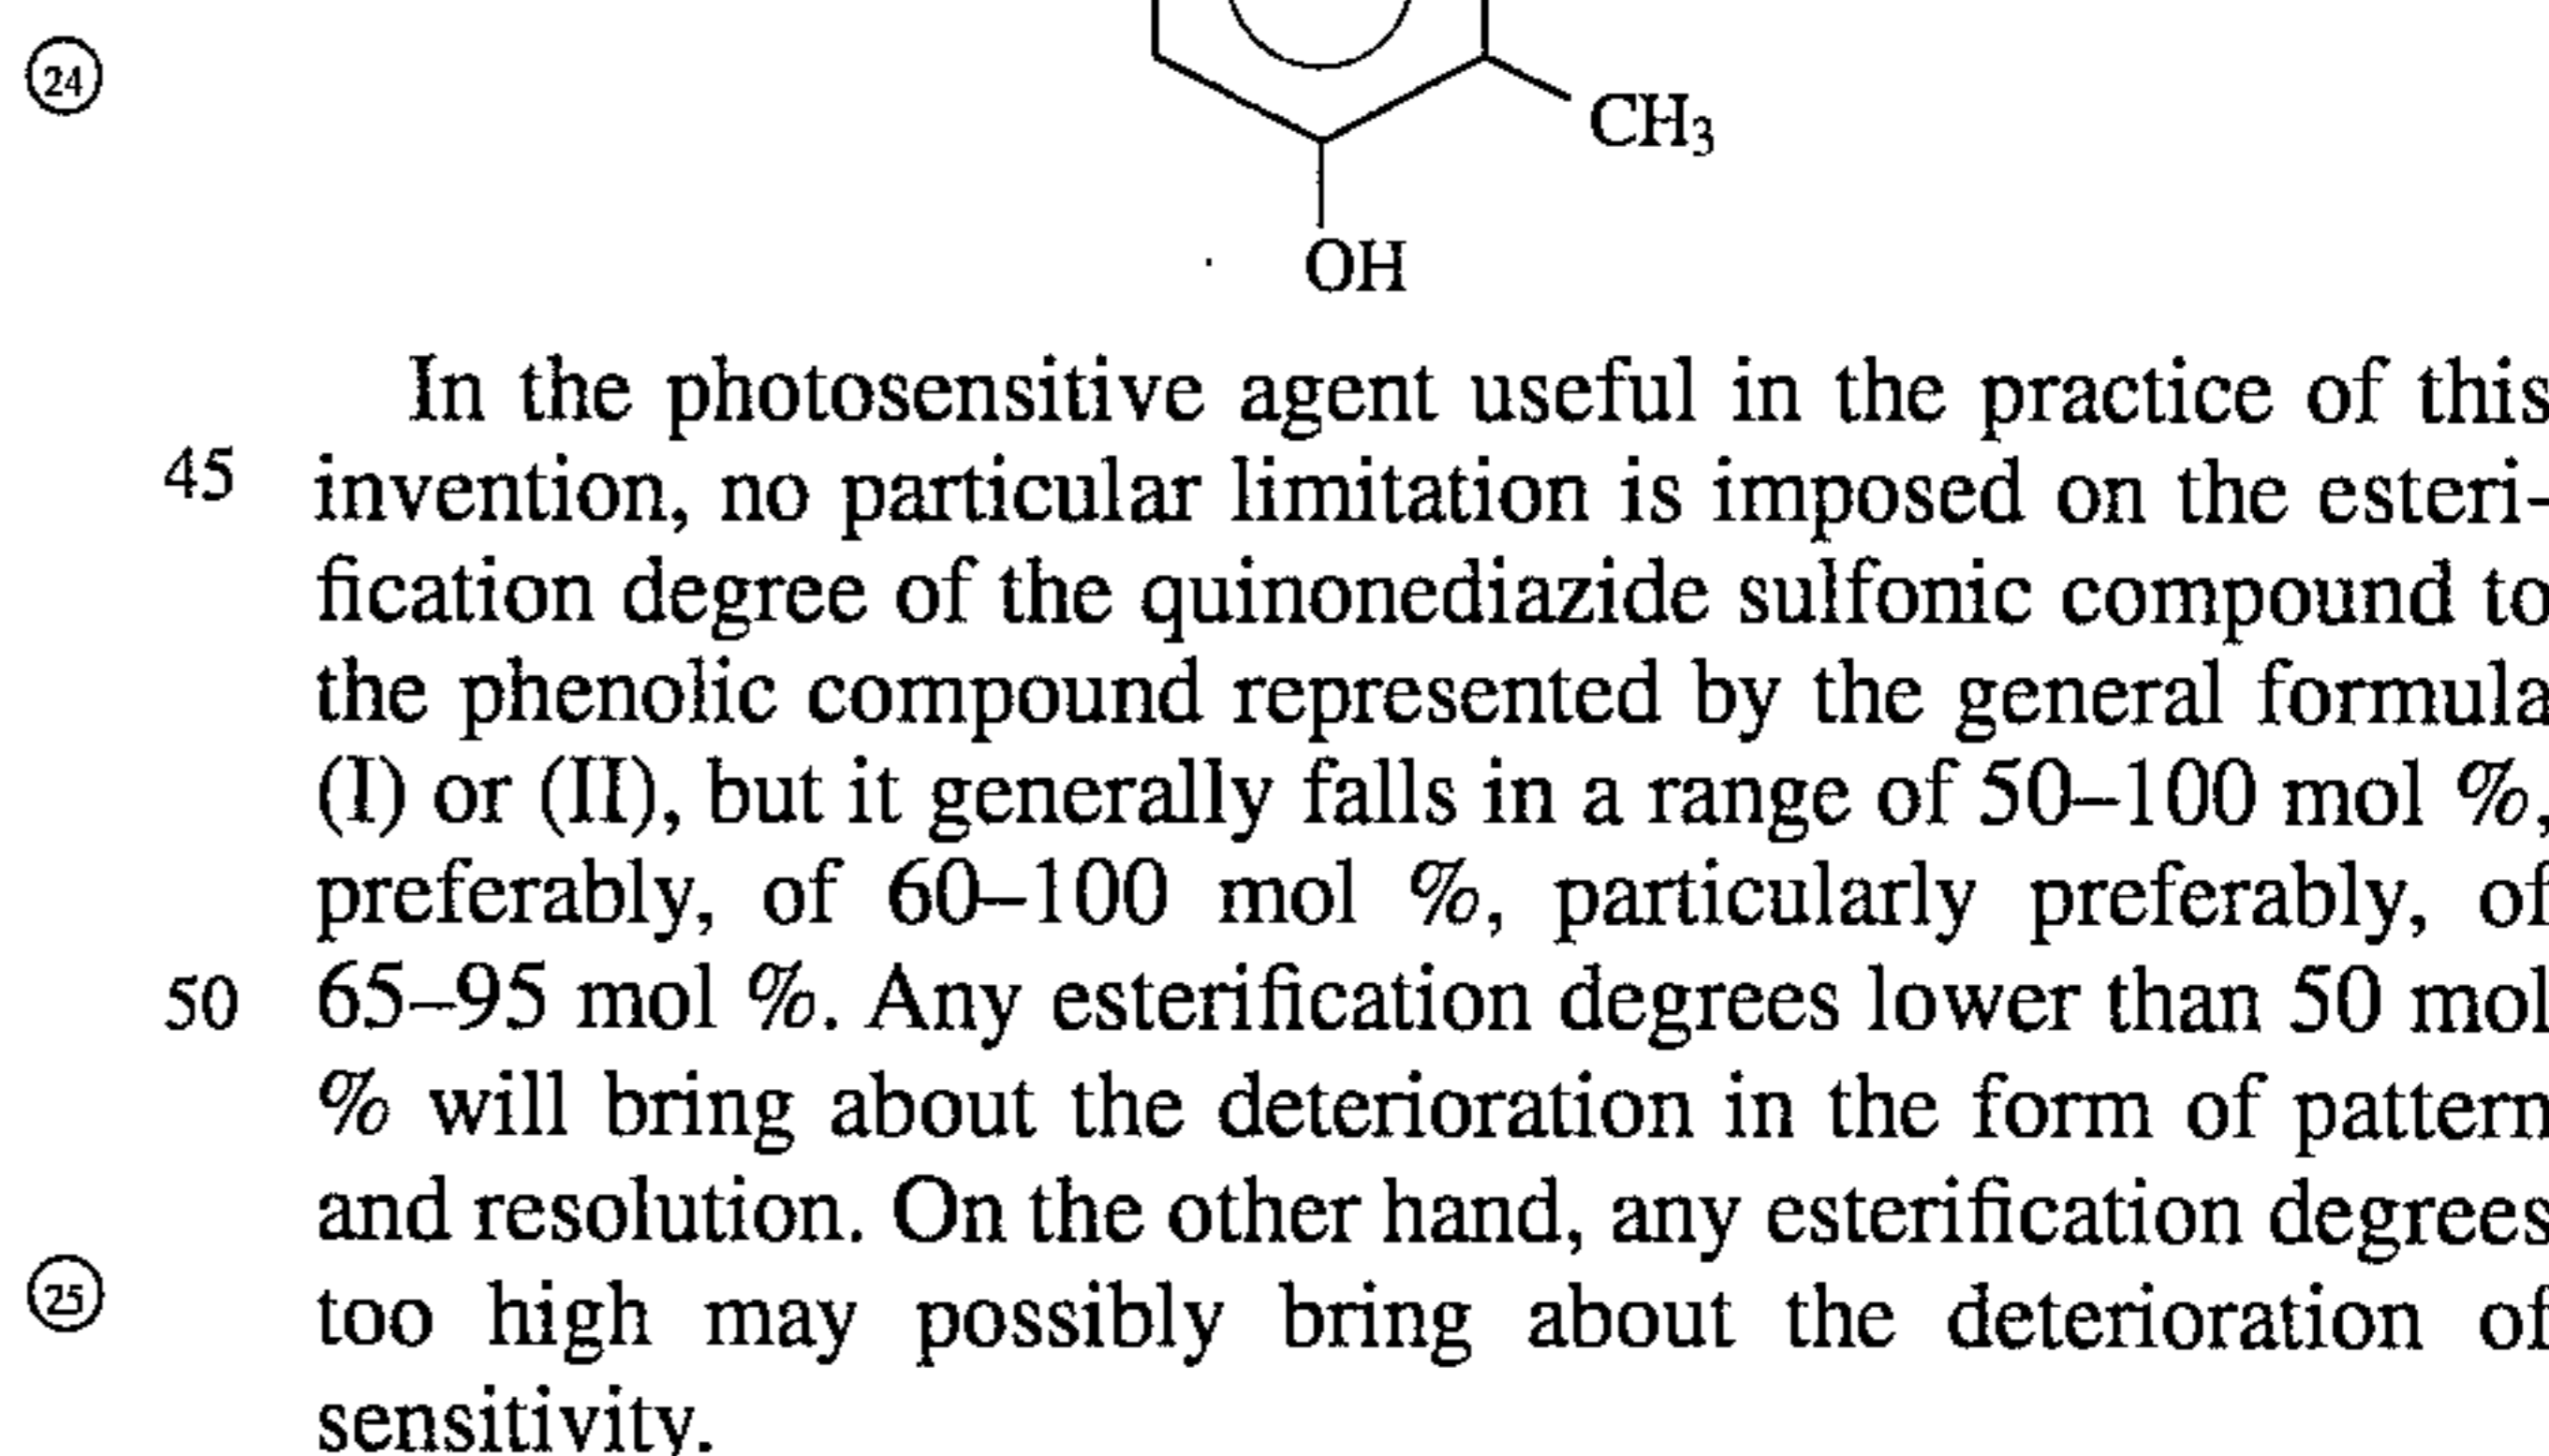 24
CH3
OH
In the photosensitive agent useful in the practice of this
45 invention, no particular limitation is imposed on the esteri-
fication degree of the quinonediazide sulfonic compound to
the phenolic compound represented by the general formula
(I) or (II), but it generally falls in a range of 50–100 mol %,
preferably, of 60–100 mol %, particularly preferably, of
50 65–95 mol %. Any esterification degrees lower than 50 mol
% will bring about the deterioration in the form of pattern
and resolution. On the other hand, any esterification degrees
25 too high may possibly bring about the deterioration of
sensitivity.